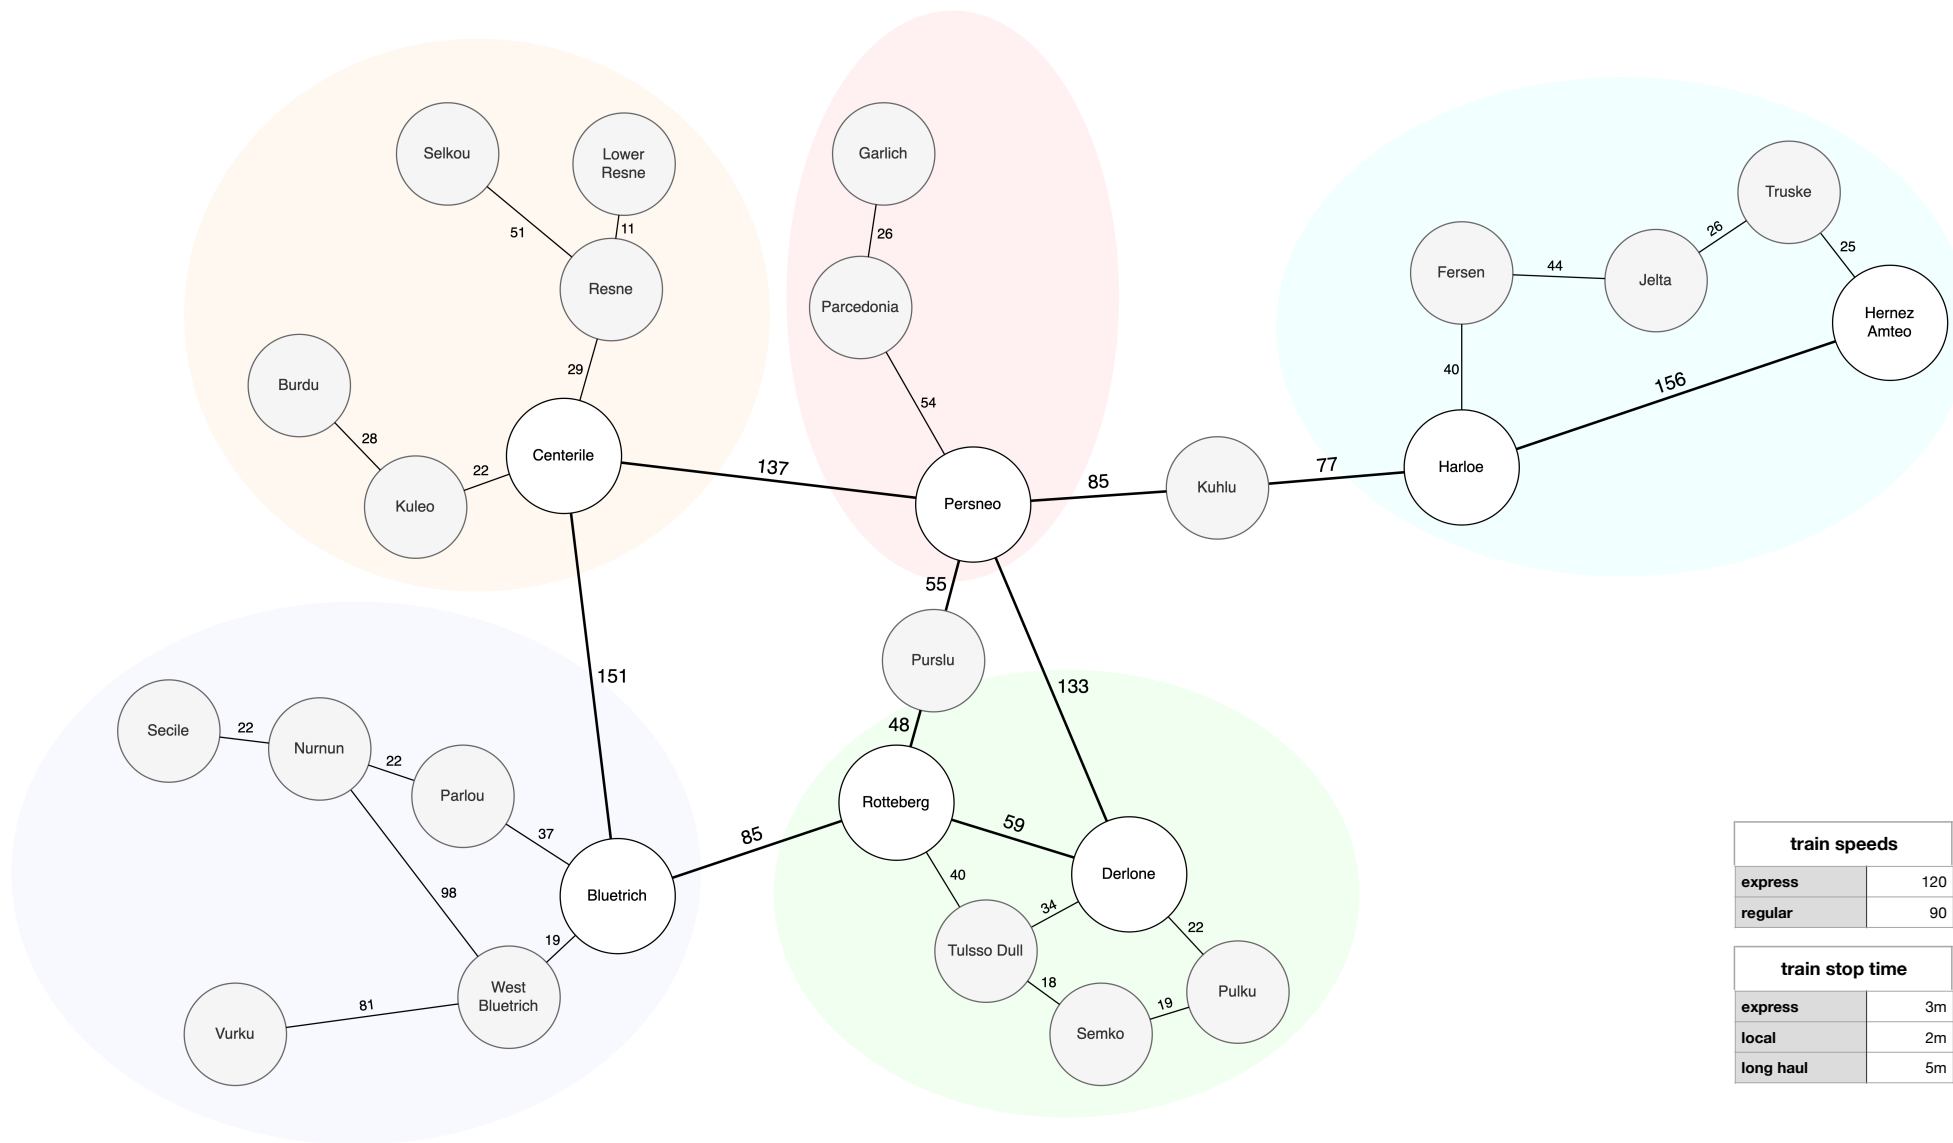 Selkou
Lower
Resne
Garlich
Truske
51
11
26
26
25
Fersen
44
Jelta
Resne
Parcedonia
Hernez
Amteo
29
40
156
Burdu
54
28
22
Centerile
137
Harloe
77
85
Kuhlu
Persneo
Kuleo
55
Purslu
151
133
48
Secile
22
Nurnun
22
Parlou
Rotteberg
37
85
59
98
Bluetrich
40
Derlone
34
22
19
Tulsso Dull
West
Bluetrich
18
19
Pulku
81
Vurku
Semko
train speeds
express 120
regular 90
train stop time
express 3m
local 2m
long haul 5m